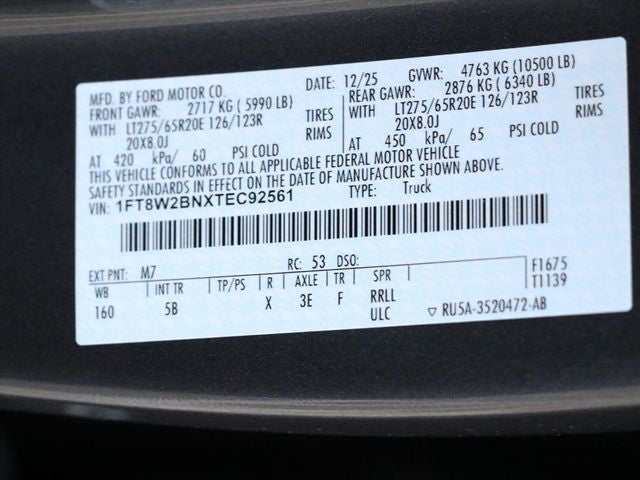 MFD. BY FORD MOTOR CO. DATE: 12/25 GVWR: 4763 KG (10500 LB)
FRONT GAWR: 2717 KG ( 5990 LB) REAR GAWR: 2876 KG ( 6340 LB)
WITH LT275/65R20E 126/123R TIRES WITH LT275/65R20E 126/123R TIRES
20X8.0J RIMS 20X8.0J RIMS
AT 420 kPa/ 60 PSI COLD AT 450 kPa/ 65 PSI COLD
THIS VEHICLE CONFORMS TO ALL APPLICABLE FEDERAL MOTOR VEHICLE
SAFETY STANDARDS IN EFFECT ON THE DATE OF MANUFACTURE SHOWN ABOVE.
VIN: 1FT8W2BNXTEC92561 TYPE: Truck
EXT PNT: M7 RC: 53 DSO: F1675
WB INT TR TP/PS R AXLE TR SPR T1139
160 5B X 3E F RRLL
ULC RU5A-3520472-AB